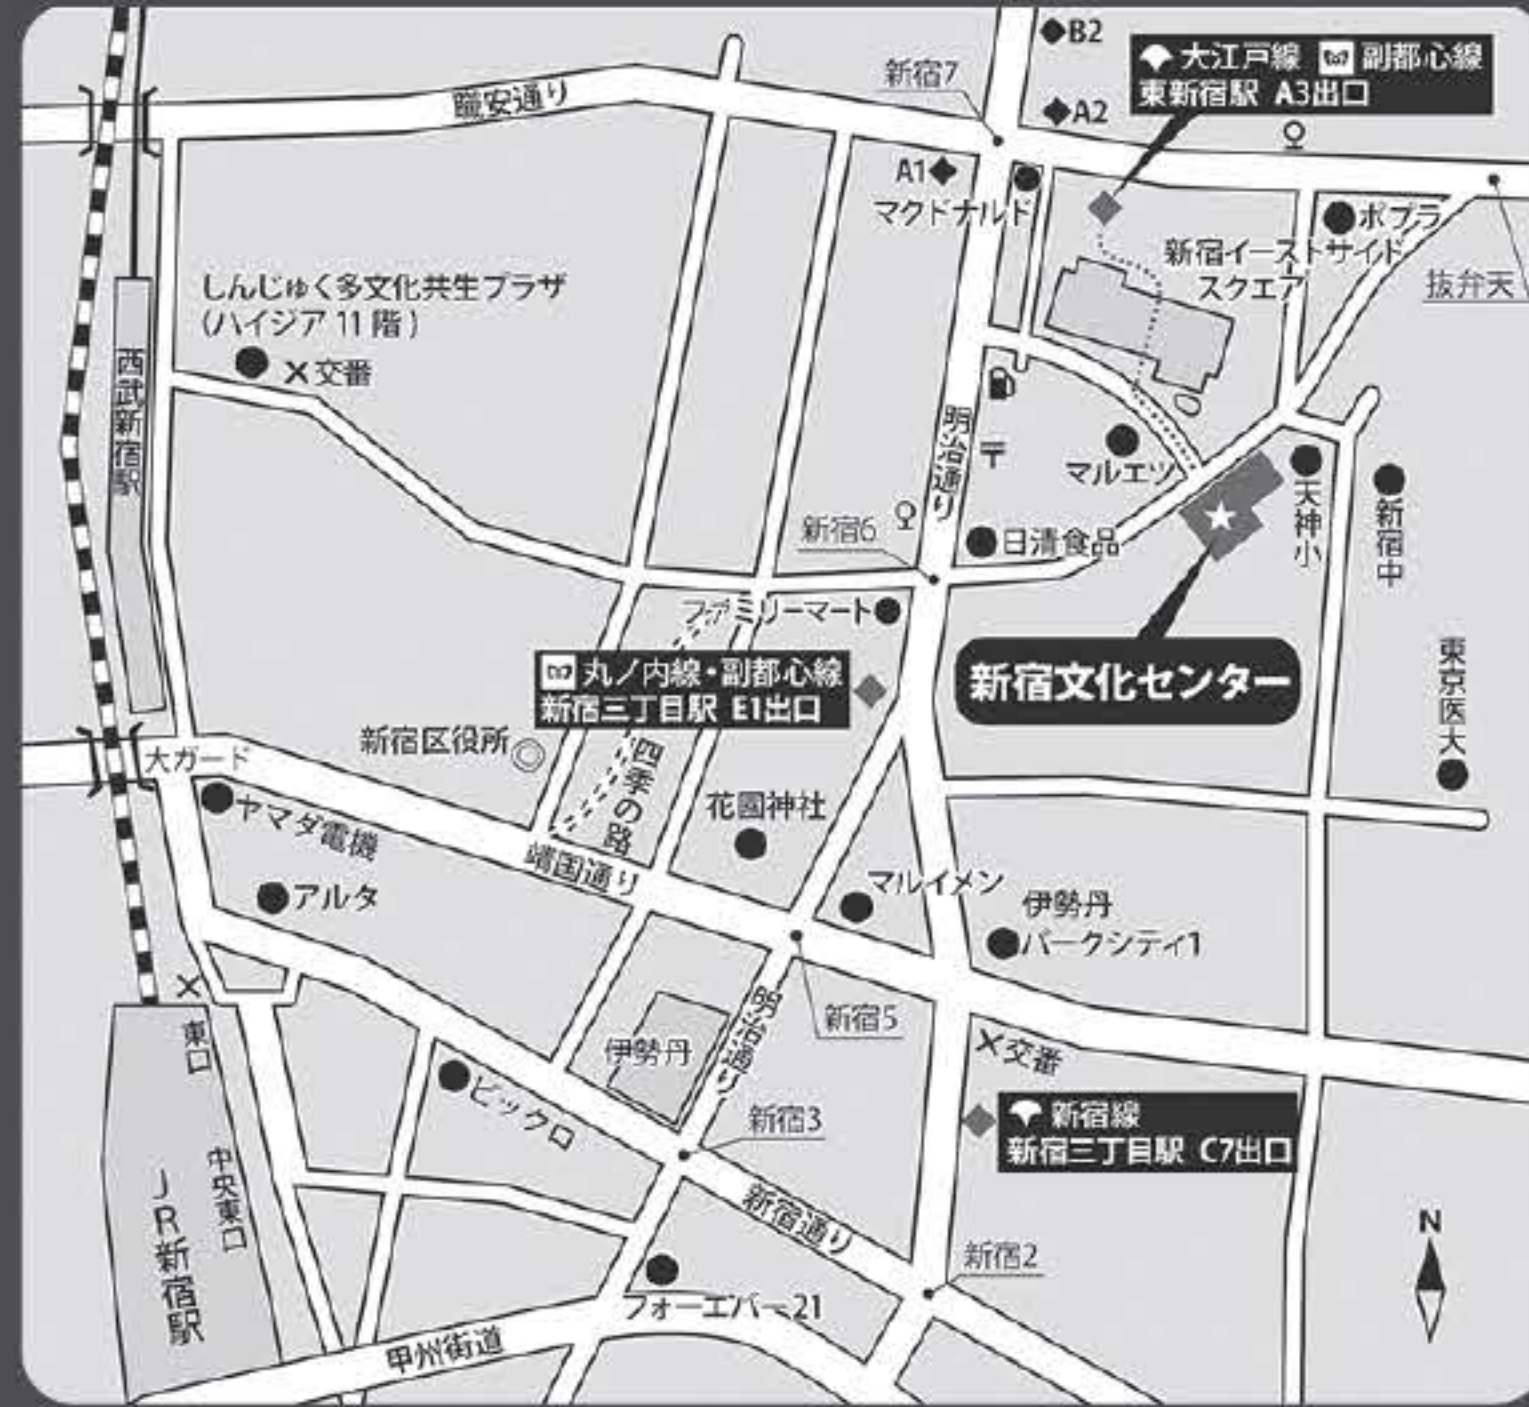 B2
大江戸線 副都心線
東新宿駅 A3出口
新宿7
職安通り
A2
A1
マクドナルド
ポプラ
新宿イーストサイド
スクエア
抜弁天
しんじゅく多文化共生プラザ
(ハイジア 11 階 )
交番
西武新宿駅
明治通り
〒
マルエツ
天神小
新宿中
新宿6
日清食品
ファミリーマート
新宿文化センター
丸ノ内線・副都心線
新宿三丁目駅 E1出口
東京医大
新宿区役所
四季の路
大ガード
ヤマダ電機
花園神社
靖国通り
マルイメン
アルタ
伊勢丹
パークシティ1
明治通り
新宿5
東口
伊勢丹
交番
ビックロ
新宿3
新宿線
新宿三丁目駅 C7出口
中央東口
JR新宿駅
新宿通り
新宿2
N
フォーエバー21
甲州街道